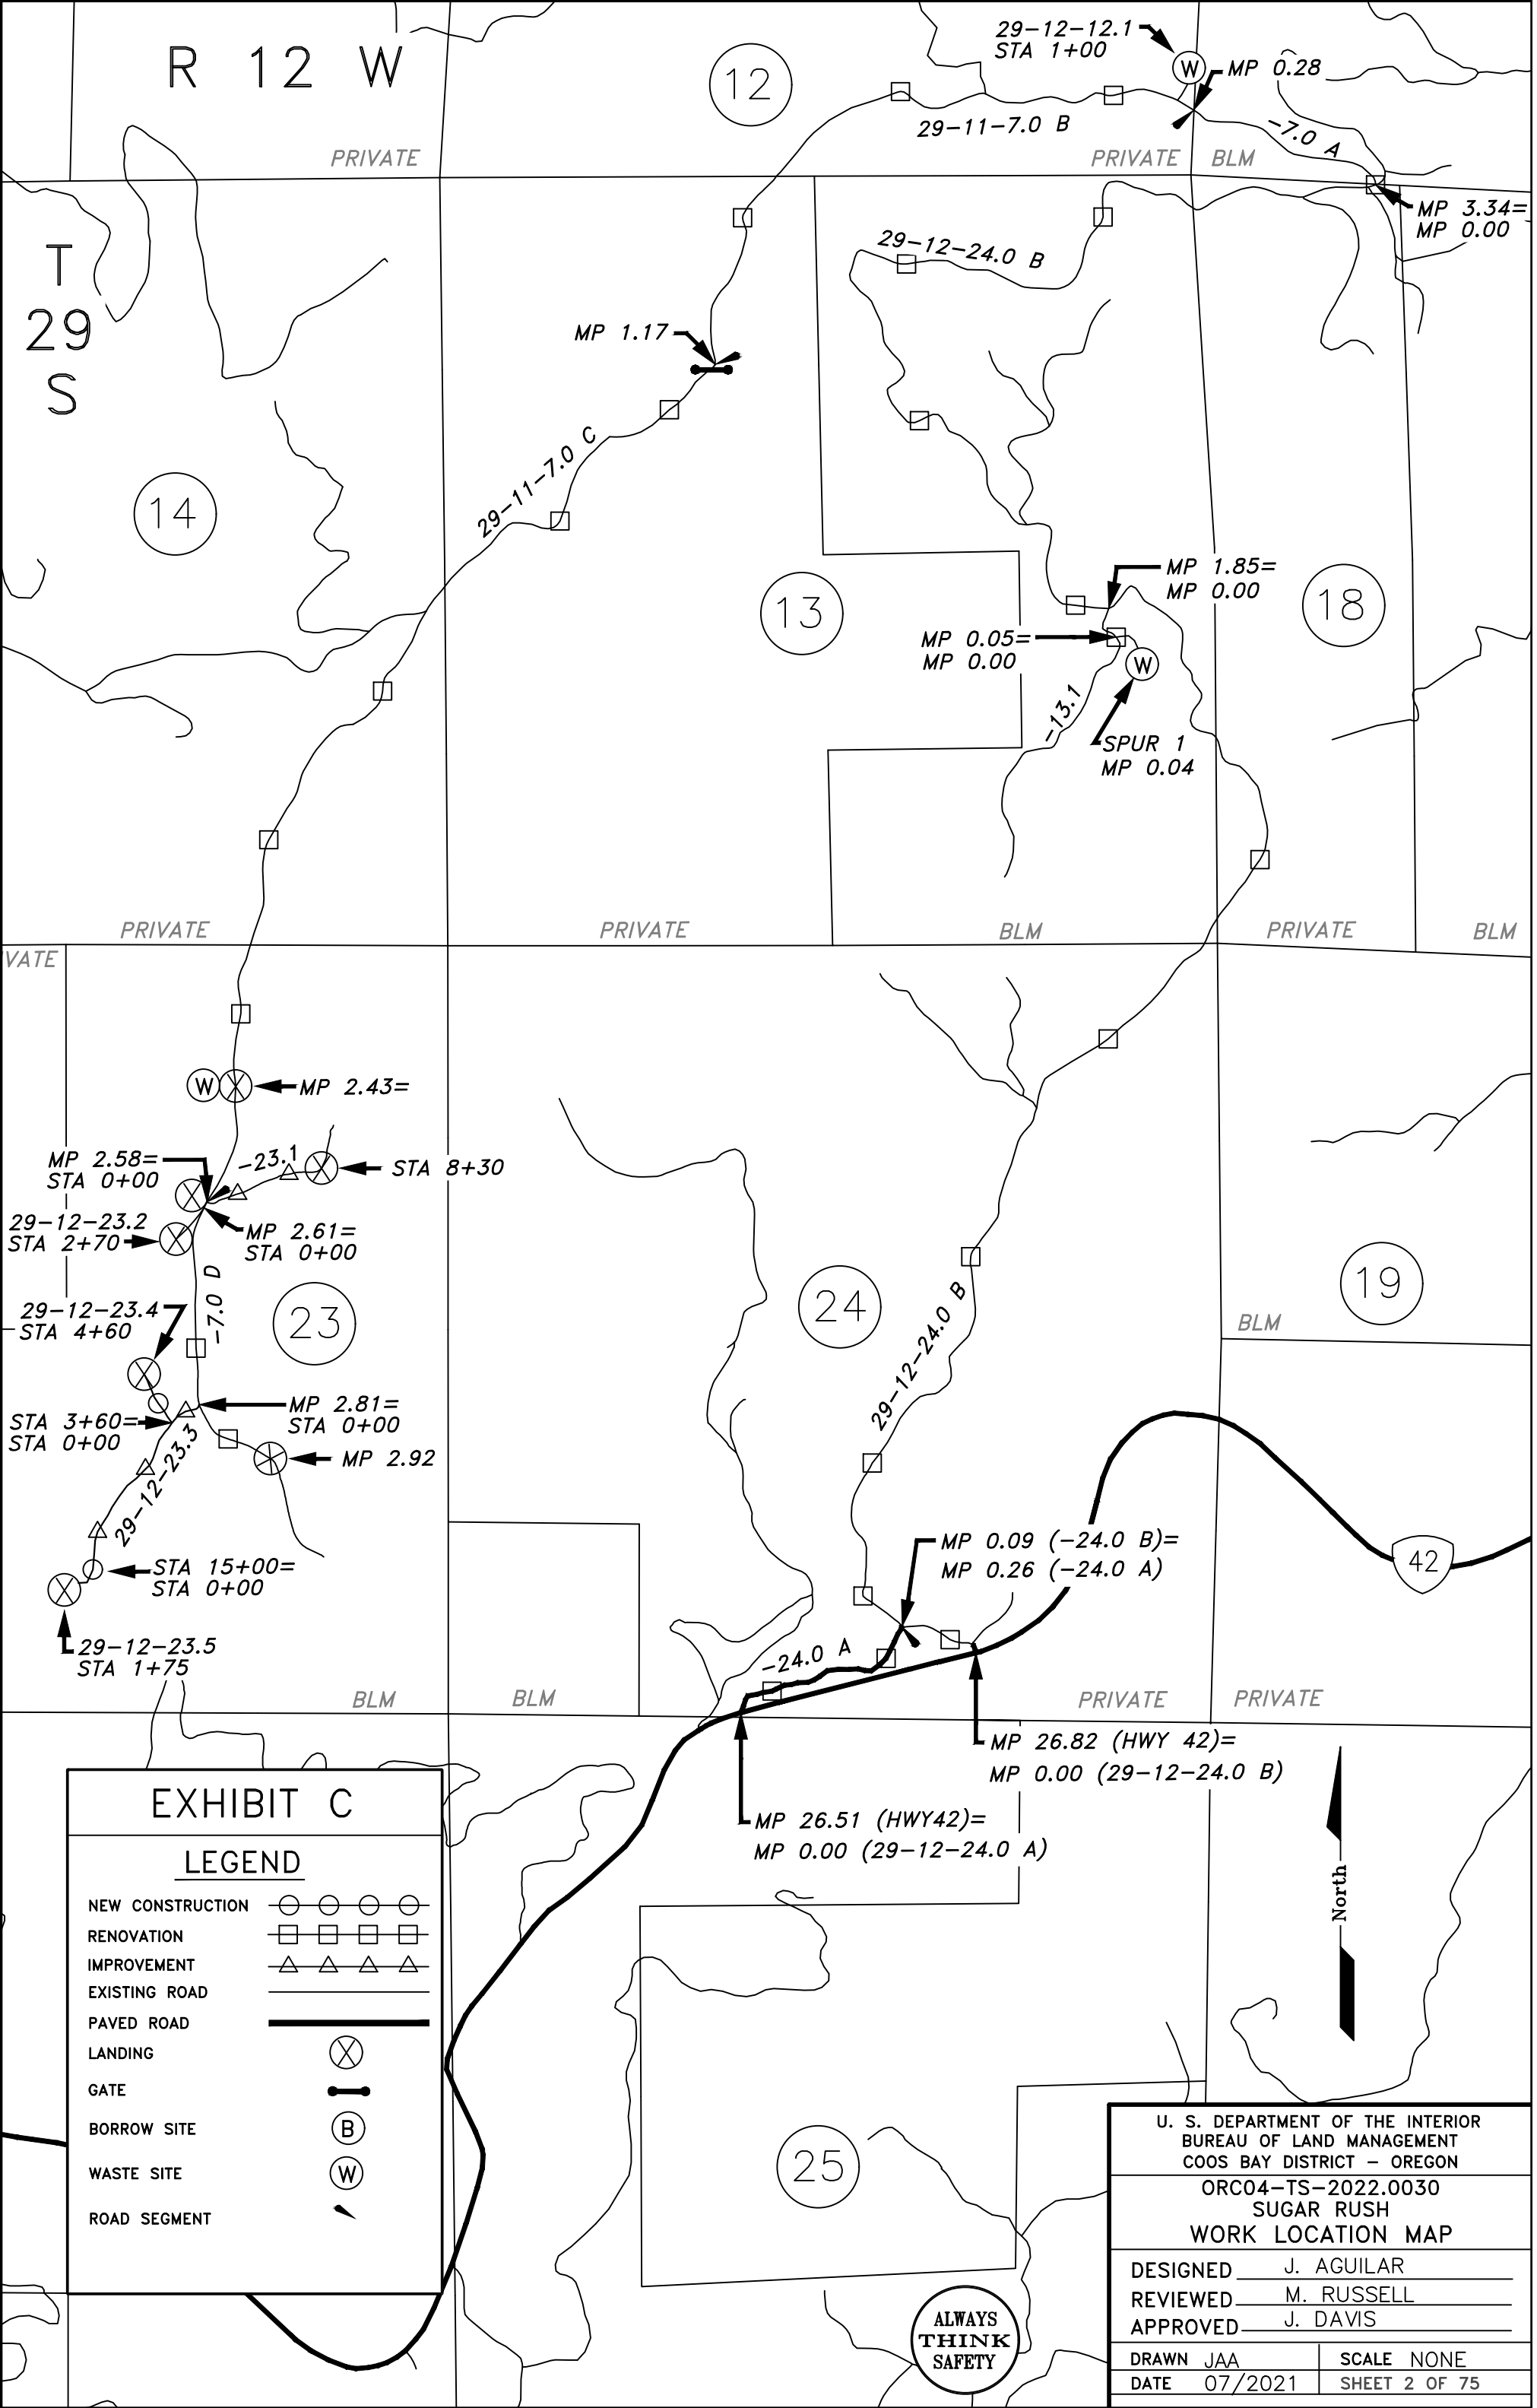 R 12 W
12
29-12-12.1
STA 1+00
W
MP 0.28
29-11-7.0 B
-7.0 A
PRIVATE
PRIVATE
BLM
MP 3.34=
MP 0.00
T
29
S
29-12-24.0 B
MP 1.17
29-11-7.0 C
14
13
18
MP 1.85=
MP 0.00
MP 0.05=
MP 0.00
W
-13.1
SPUR 1
MP 0.04
PRIVATE
PRIVATE
BLM
PRIVATE
BLM
VATE
W
MP 2.43=
MP 2.58=
STA 0+00
-23.1
STA 8+30
29-12-23.2
STA 2+70
MP 2.61=
STA 0+00
-7.0 D
23
24
19
29-12-23.4
STA 4+60
BLM
29-12-24.0 B
MP 2.81=
STA 0+00
STA 3+60=
STA 0+00
29-12-23.3
MP 2.92
MP 0.09 (-24.0 B)=
MP 0.26 (-24.0 A)
42
STA 15+00=
STA 0+00
29-12-23.5
STA 1+75
-24.0 A
BLM
BLM
PRIVATE
PRIVATE
MP 26.82 (HWY 42)=
MP 0.00 (29-12-24.0 B)
MP 26.51 (HWY42)=
MP 0.00 (29-12-24.0 A)
EXHIBIT C
LEGEND
NEW CONSTRUCTION
RENOVATION
IMPROVEMENT
EXISTING ROAD
PAVED ROAD
LANDING
GATE
BORROW SITE B
WASTE SITE W
ROAD SEGMENT
North
25
ALWAYS
THINK
SAFETY
U. S. DEPARTMENT OF THE INTERIOR
BUREAU OF LAND MANAGEMENT
COOS BAY DISTRICT - OREGON
ORC04-TS-2022.0030
SUGAR RUSH
WORK LOCATION MAP
DESIGNED J. AGUILAR
REVIEWED M. RUSSELL
APPROVED J. DAVIS
DRAWN JAA SCALE NONE
DATE 07/2021 SHEET 2 OF 75